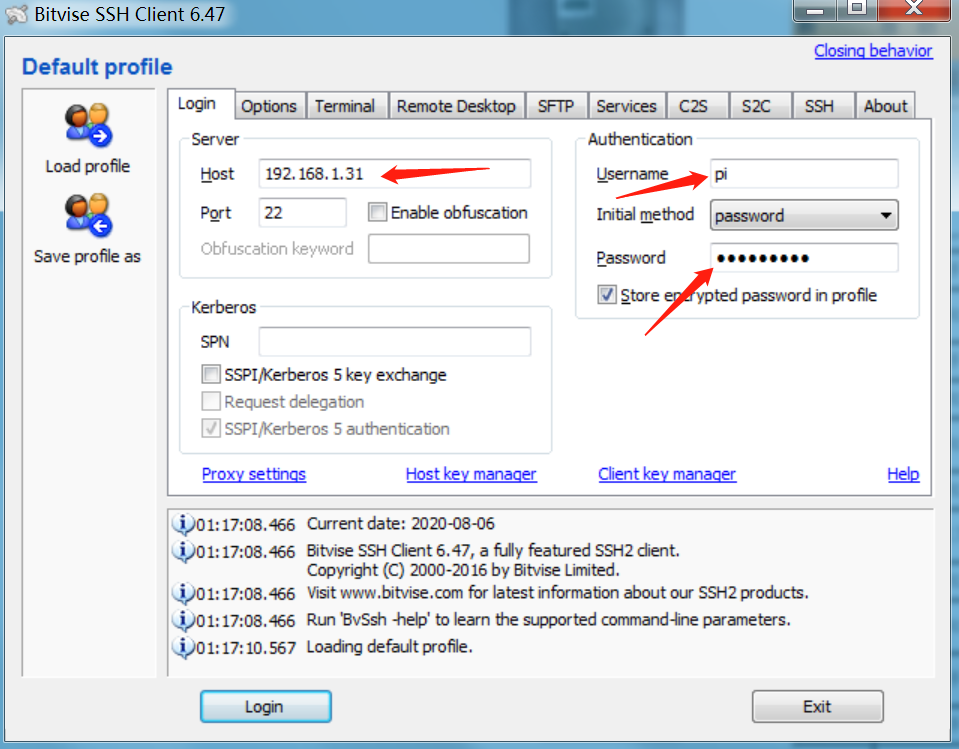 Bitvise SSH Client 6.47
Closing behavior
Default profile
Load profile
Save profile as
Login Options Terminal Remote Desktop SFTP Services C2S S2C SSH About
Server
Host 192.168.1.31
Port 22 Enable obfuscation
Obfuscation keyword
Authentication
Username pi
Initial method password
Password ●●●●●●●●●
Store encrypted password in profile
Kerberos
SPN
SSPI/Kerberos 5 key exchange
Request delegation
SSPI/Kerberos 5 authentication
Proxy settings Host key manager Client key manager Help
01:17:08.466 Current date: 2020-08-06
01:17:08.466 Bitvise SSH Client 6.47, a fully featured SSH2 client.
Copyright (C) 2000-2016 by Bitvise Limited.
01:17:08.466 Visit www.bitvise.com for latest information about our SSH2 products.
01:17:08.466 Run 'BvSsh -help' to learn the supported command-line parameters.
01:17:10.567 Loading default profile.
Login Exit